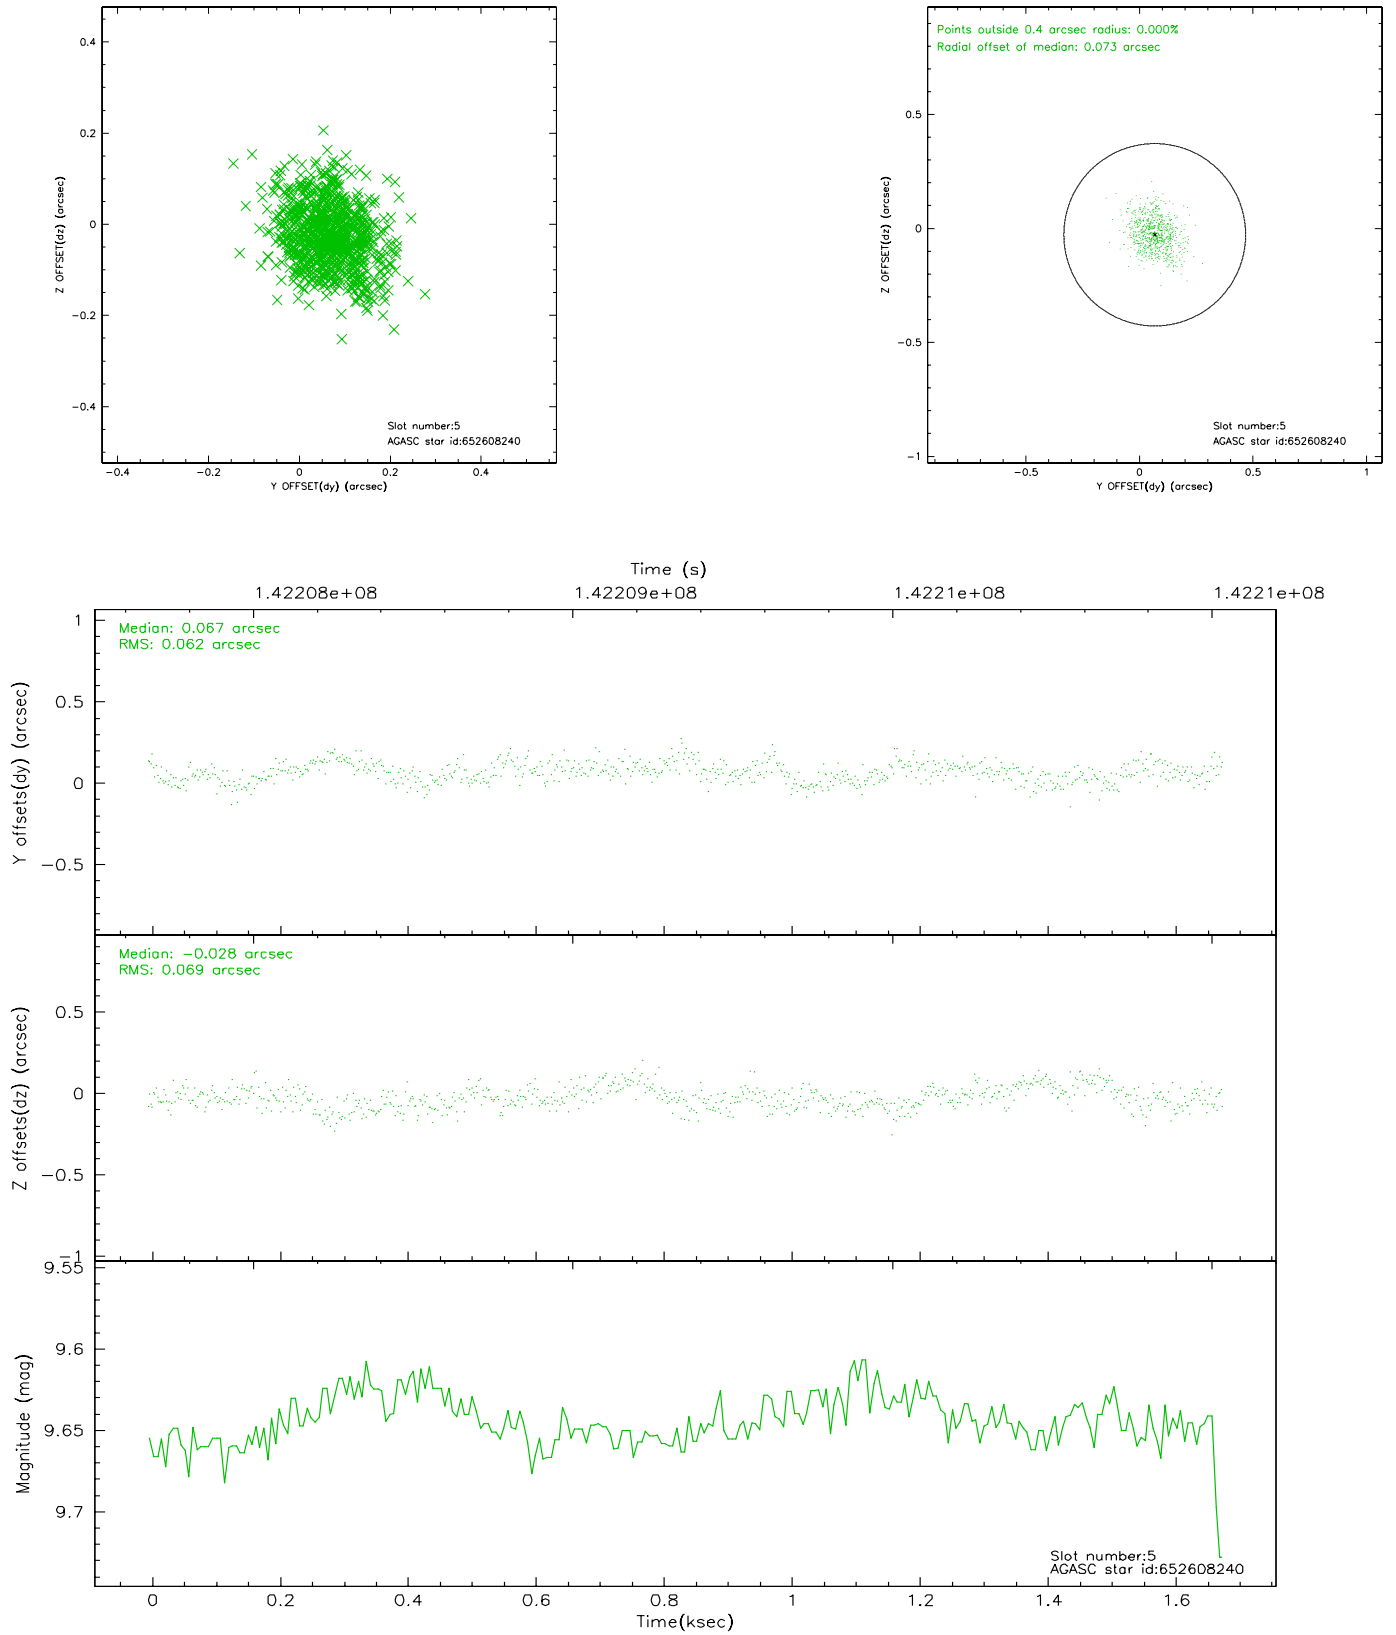 0.4
0.2
0
−0.2
−0.4
Z OFFSET(dz) (arcsec)
Slot number:5
AGASC star id:652608240
−0.4 −0.2 0 0.2 0.4
Y OFFSET(dy) (arcsec)
Points outside 0.4 arcsec radius: 0.000%
Radial offset of median: 0.073 arcsec
0.5
0
−0.5
−1
Z OFFSET(dz) (arcsec)
Slot number:5
AGASC star id:652608240
−0.5 0 0.5 1
Y OFFSET(dy) (arcsec)
Time (s)
1.42208e+08 1.42209e+08 1.4221e+08 1.4221e+08
Median: 0.067 arcsec
RMS: 0.062 arcsec
1
0.5
0
−0.5
Y offsets(dy) (arcsec)
Median: −0.028 arcsec
RMS: 0.069 arcsec
0.5
0
−0.5
−1
Z offsets(dz) (arcsec)
9.55
9.6
9.65
9.7
Magnitude (mag)
Slot number:5
AGASC star id:652608240
0 0.2 0.4 0.6 0.8 1 1.2 1.4 1.6
Time(ksec)